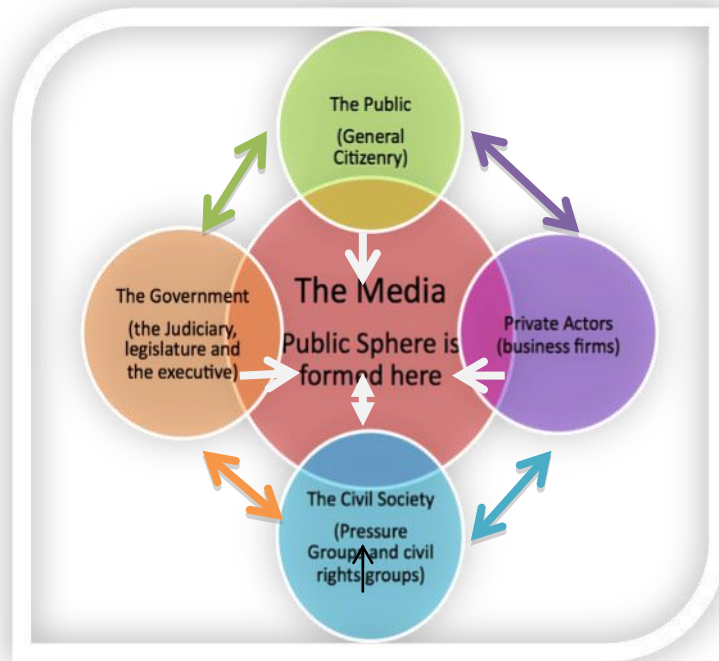 The Public
(General
Citizenry)
The Government
(the Judiciary,
legislature and
the executive)
The Media
Public Sphere is
formed here
Private Actors
(business firms)
The Civil Society
(Pressure
Groups and civil
rights groups)